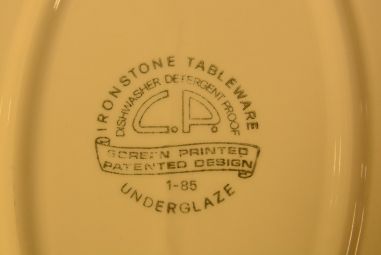 IRONSTONE TABLEWARE
DISHWASHER DETERGENT PROOF
C.P.
SCREEN PRINTED
PATENTED DESIGN
1-85
UNDERGLAZE